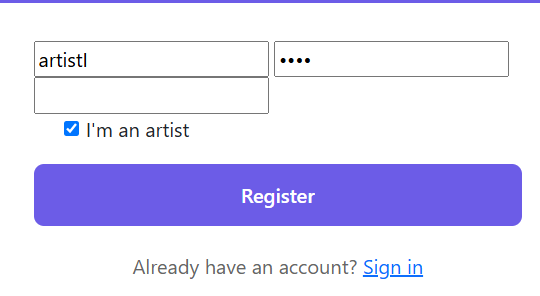 artistl ••••
I'm an artist
Register
Already have an account? Sign in